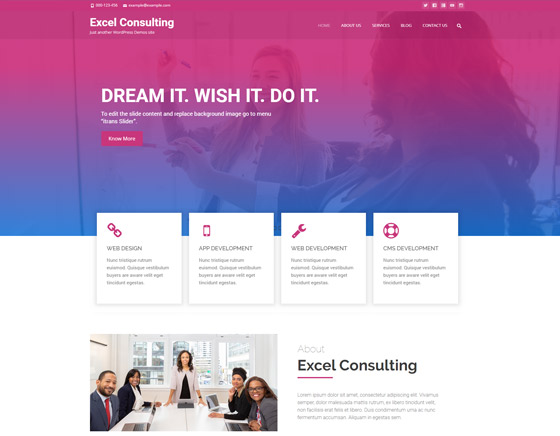 000-123-456 example@example.com
Excel Consulting
Just another WordPress Demos site
HOME ABOUT US SERVICES BLOG CONTACT US
DREAM IT. WISH IT. DO IT.
To edit the slide content and replace background image go to menu
"itrans Slider".
Know More
WEB DESIGN
Nunc tristique rutrum
euismod. Quisque vestibulum
buyers are aware velit eget
tincidunt egestas.
APP DEVELOPMENT
Nunc tristique rutrum
euismod. Quisque vestibulum
buyers are aware velit eget
tincidunt egestas.
WEB DEVELOPMENT
Nunc tristique rutrum
euismod. Quisque vestibulum
buyers are aware velit eget
tincidunt egestas.
CMS DEVELOPMENT
Nunc tristique rutrum
euismod. Quisque vestibulum
buyers are aware velit eget
tincidunt egestas.
About
Excel Consulting
Lorem ipsum dolor sit amet, consectetur adipiscing elit. Vivamus
semper, dolor malesuada mattis rutrum, ex libero tincidunt nunc,
non fringilla erat felis et libero. Duis condimentum ac nunc
fermentum accumsan. Suspendisse potenti. Aliquam at egestas sem.